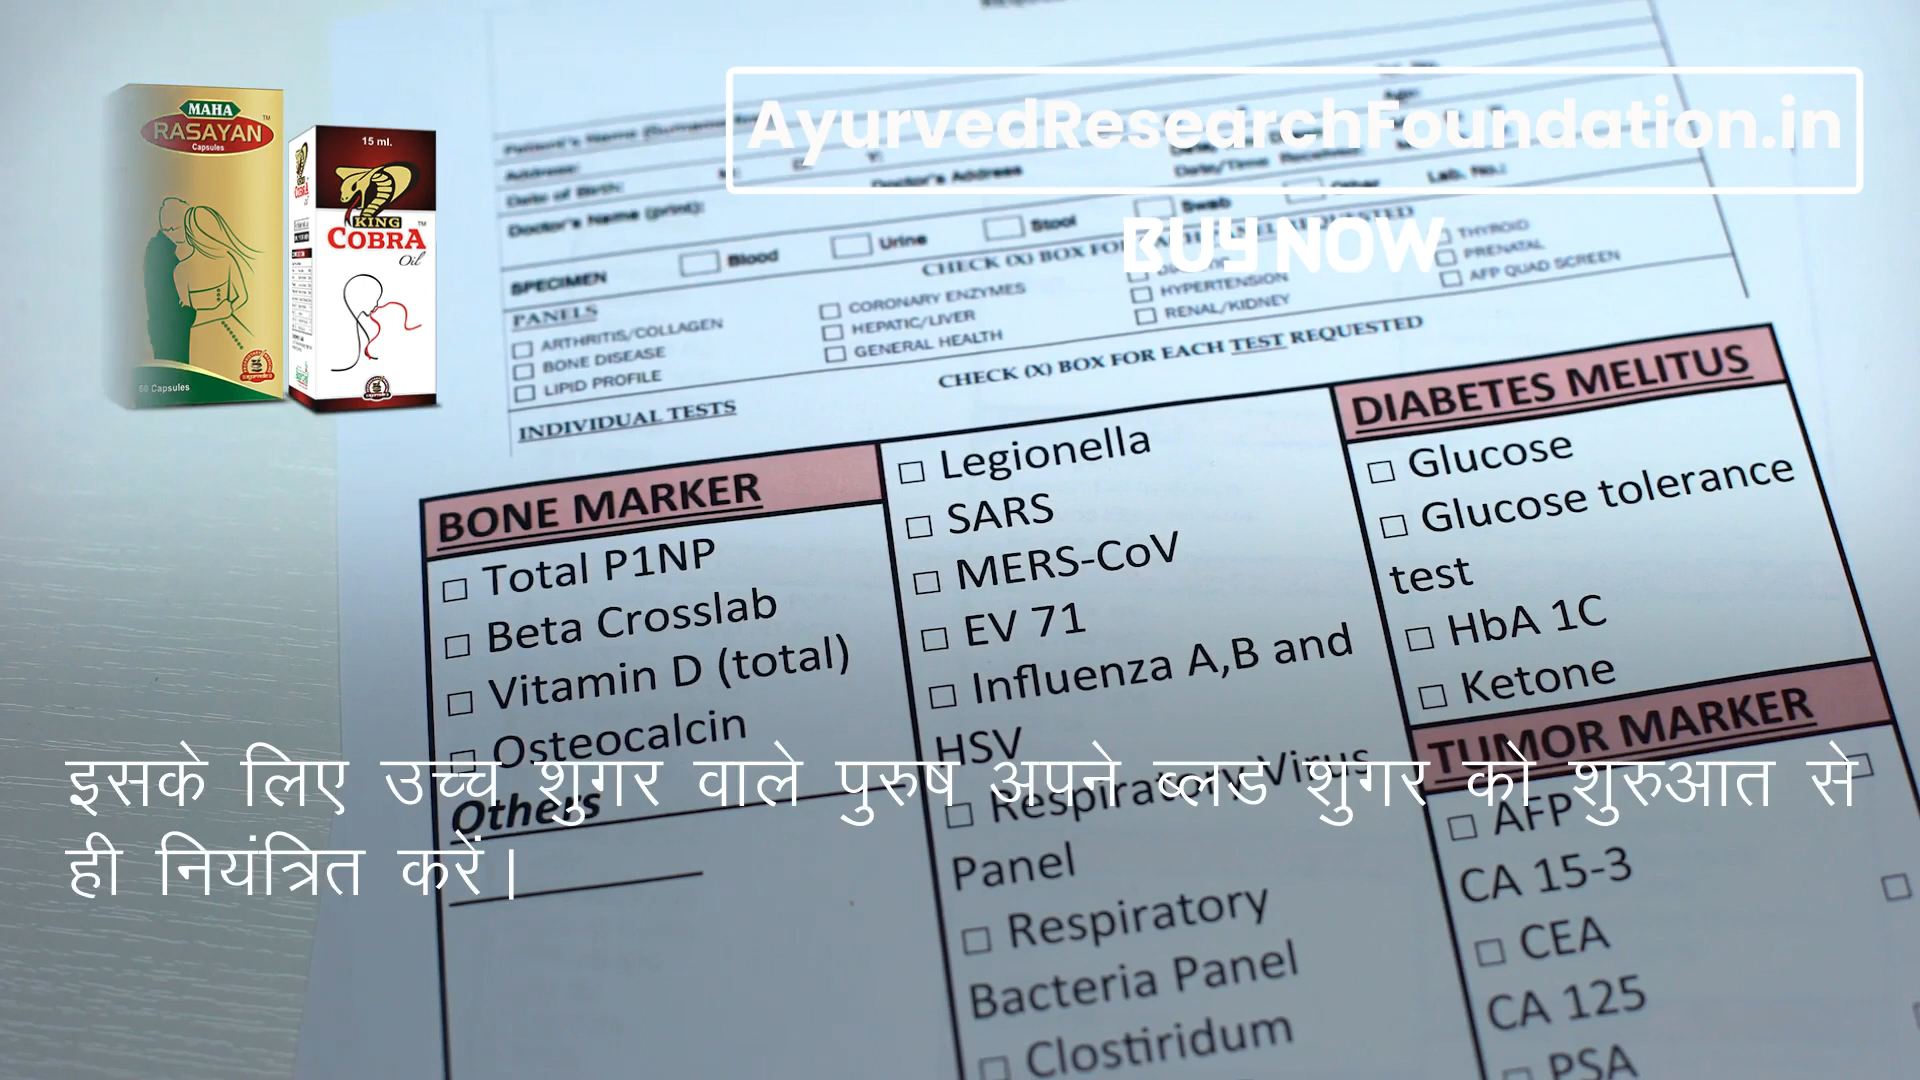 MAHA
RASAYAN
Capsules
60 Capsules
15 ml.
KING
COBRA
Oil
AyurvedResearchFoundation.in
BUY NOW
Address:
Date of Birth:
Doctor's Name (print):
Doctor's Address
Lab. No.:
SPECIMEN
Blood
Urine
Stool
Swab
Other
PANELS
ARTHRITIS/COLLAGEN
BONE DISEASE
LIPID PROFILE
CORONARY ENZYMES
HEPATIC/LIVER
GENERAL HEALTH
HYPERTENSION
RENAL/KIDNEY
THYROID
PRENATAL
AFP QUAD SCREEN
INDIVIDUAL TESTS
CHECK (X) BOX FOR EACH TEST REQUESTED
BONE MARKER
□ Total P1NP
□ Beta Crosslab
□ Vitamin D (total)
□ Osteocalcin
Others
□ Legionella
□ SARS
□ MERS-CoV
□ EV 71
□ Influenza A,B and
HSV
□ Respiratory Virus
Panel
□ Respiratory
Bacteria Panel
□ Clostiridum
DIABETES MELITUS
□ Glucose
□ Glucose tolerance
test
□ HbA 1C
□ Ketone
TUMOR MARKER
□ AFP
CA 15-3
□ CEA
CA 125
□ PSA
इसके लिए उच्च शुगर वाले पुरुष अपने ब्लड शुगर को शुरुआत से
ही नियंत्रित करें।